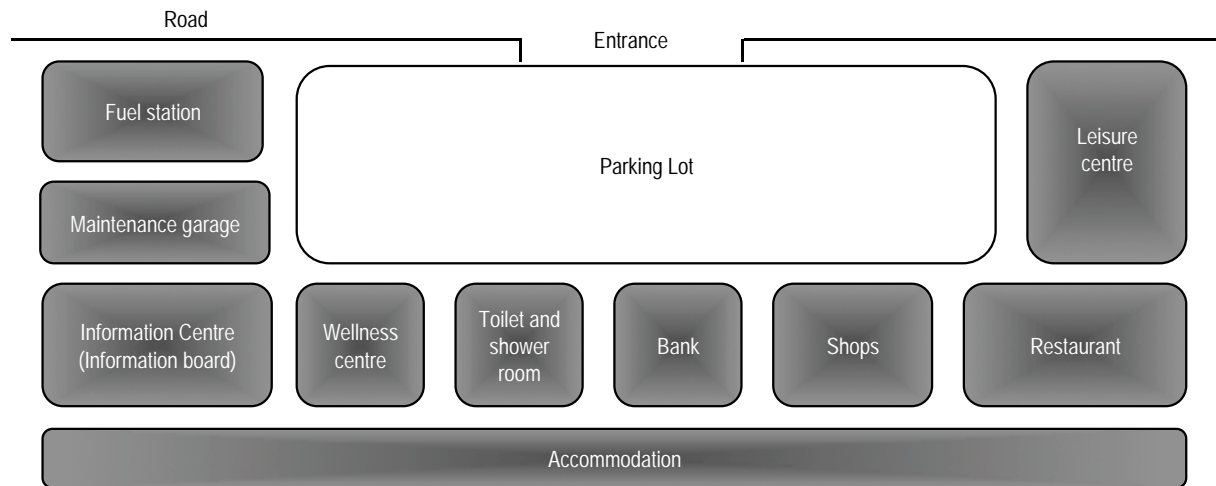 Road
Entrance
Fuel station
Parking Lot
Leisure
centre
Maintenance garage
Information Centre
(Information board)
Wellness
centre
Toilet and
shower
room
Bank
Shops
Restaurant
Accommodation